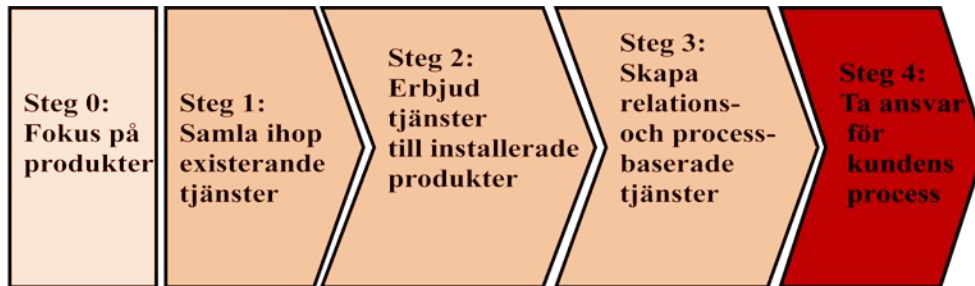 Steg 0:
Fokus på
produkter
Steg 1:
Samla ihop
existerande
tjänster
Steg 2:
Erbjud
tjänster
till installerade
produkter
Steg 3:
Skapa
relations-
och process-
baserade
tjänster
Steg 4:
Ta ansvar
för
kundens
process